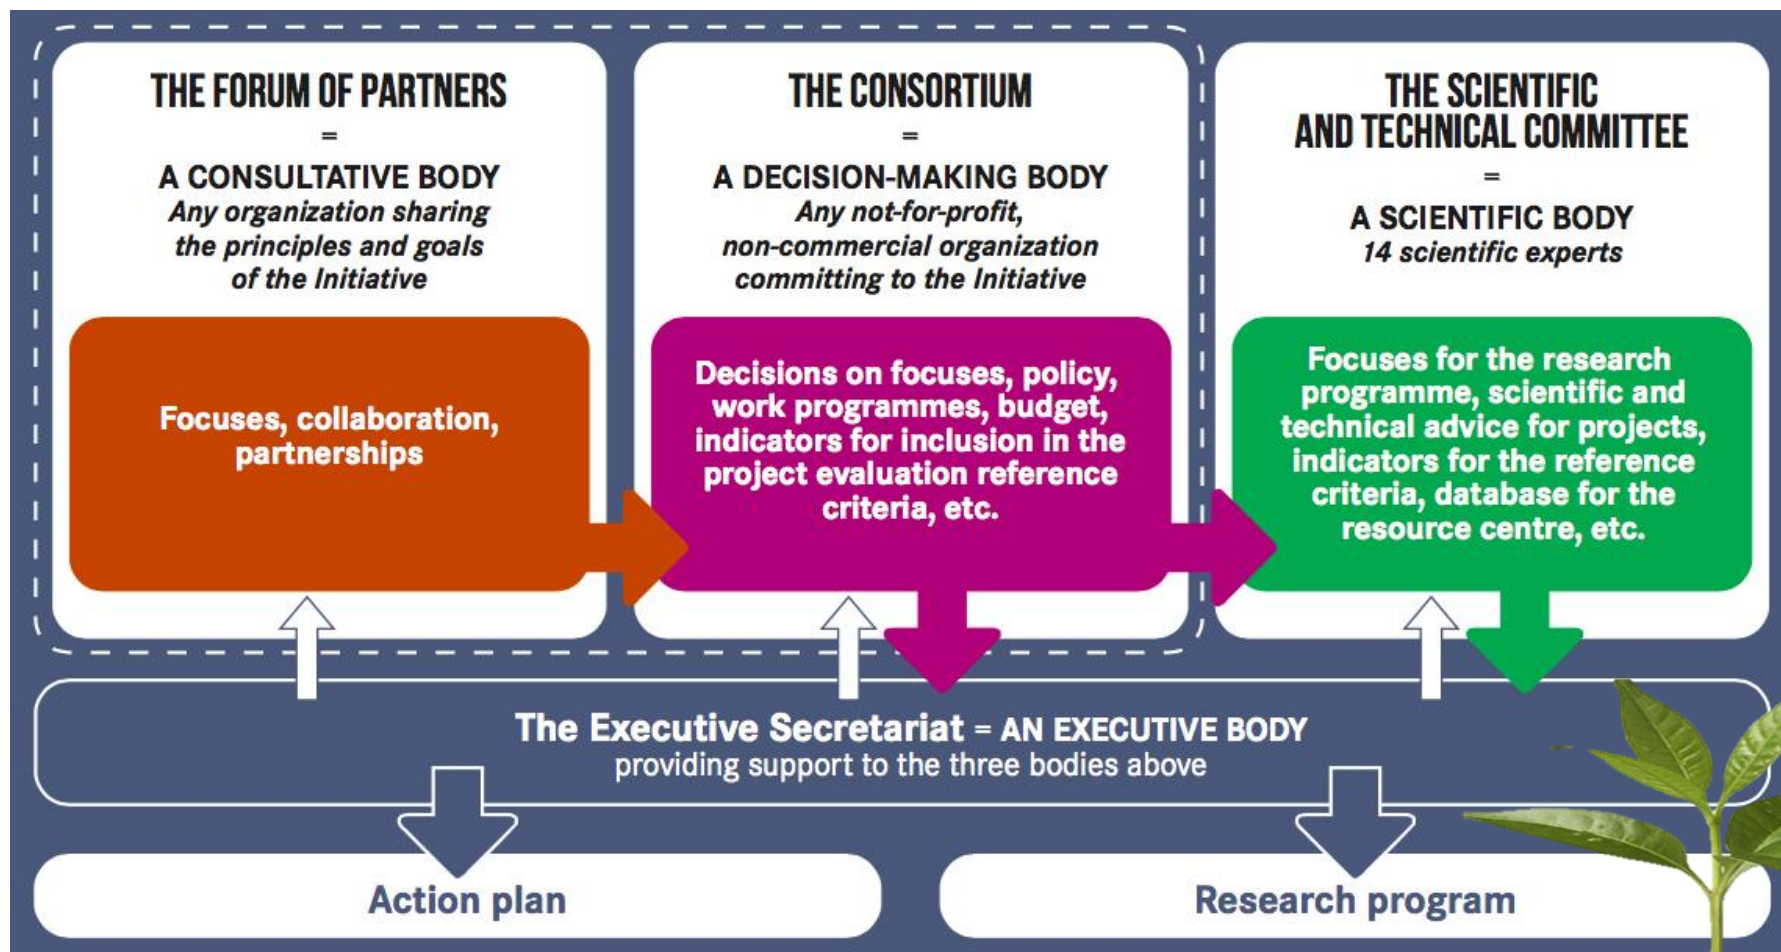 THE FORUM OF PARTNERS
=
A CONSULTATIVE BODY
Any organization sharing
the principles and goals
of the Initiative
Focuses, collaboration,
partnerships
THE CONSORTIUM
=
A DECISION-MAKING BODY
Any not-for-profit,
non-commercial organization
committing to the Initiative
Decisions on focuses, policy,
work programmes, budget,
indicators for inclusion in the
project evaluation reference
criteria, etc.
THE SCIENTIFIC
AND TECHNICAL COMMITTEE
=
A SCIENTIFIC BODY
14 scientific experts
Focuses for the research
programme, scientific and
technical advice for projects,
indicators for the reference
criteria, database for the
resource centre, etc.
The Executive Secretariat = AN EXECUTIVE BODY
providing support to the three bodies above
Action plan
Research program